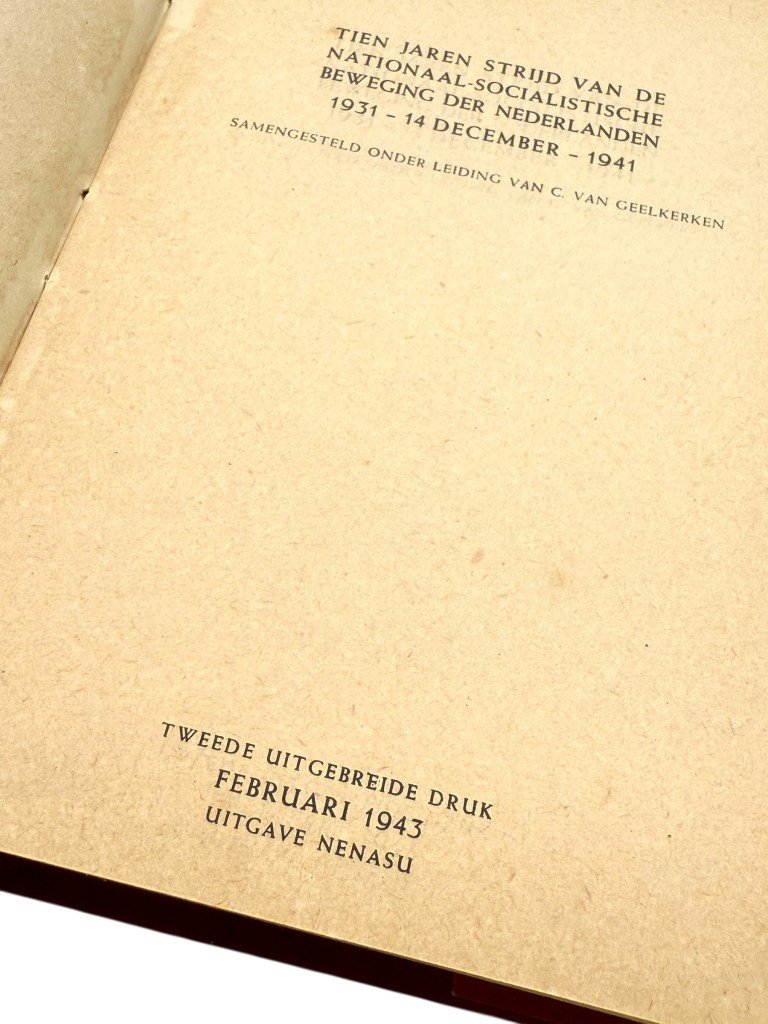 TIEN JAREN STRIJD VAN DE
NATIONAAL-SOCIALISTISCHE
BEWEGING DER NEDERLANDEN
1931 – 14 DECEMBER – 1941
SAMENGESTELD ONDER LEIDING VAN C. VAN GEELKERKEN
TWEEDE UITGEBREIDE DRUK
FEBRUARI 1943
UITGAVE NENASU